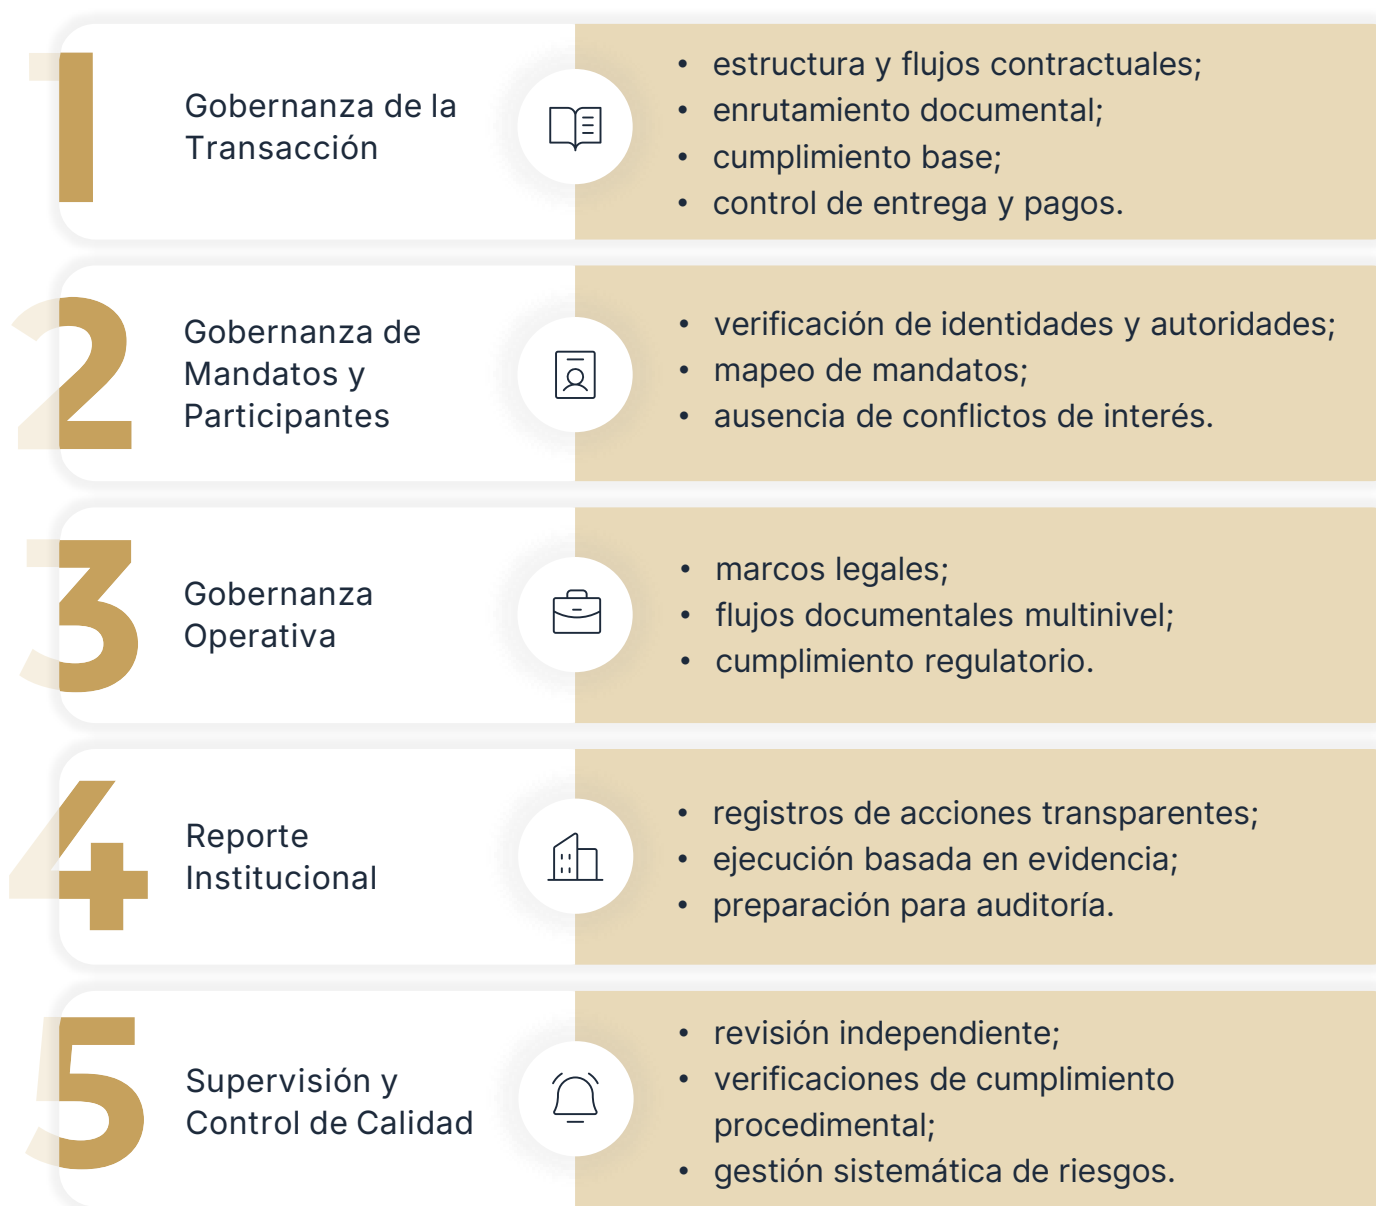 1
Gobernanza de la
Transacción
• estructura y flujos contractuales;
• enrutamiento documental;
• cumplimiento base;
• control de entrega y pagos.
2
Gobernanza de
Mandatos y
Participantes
• verificación de identidades y autoridades;
• mapeo de mandatos;
• ausencia de conflictos de interés.
3
Gobernanza
Operativa
• marcos legales;
• flujos documentales multinivel;
• cumplimiento regulatorio.
4
Reporte
Institucional
• registros de acciones transparentes;
• ejecución basada en evidencia;
• preparación para auditoría.
5
Supervisión y
Control de Calidad
• revisión independiente;
• verificaciones de cumplimiento
procedimental;
• gestión sistemática de riesgos.